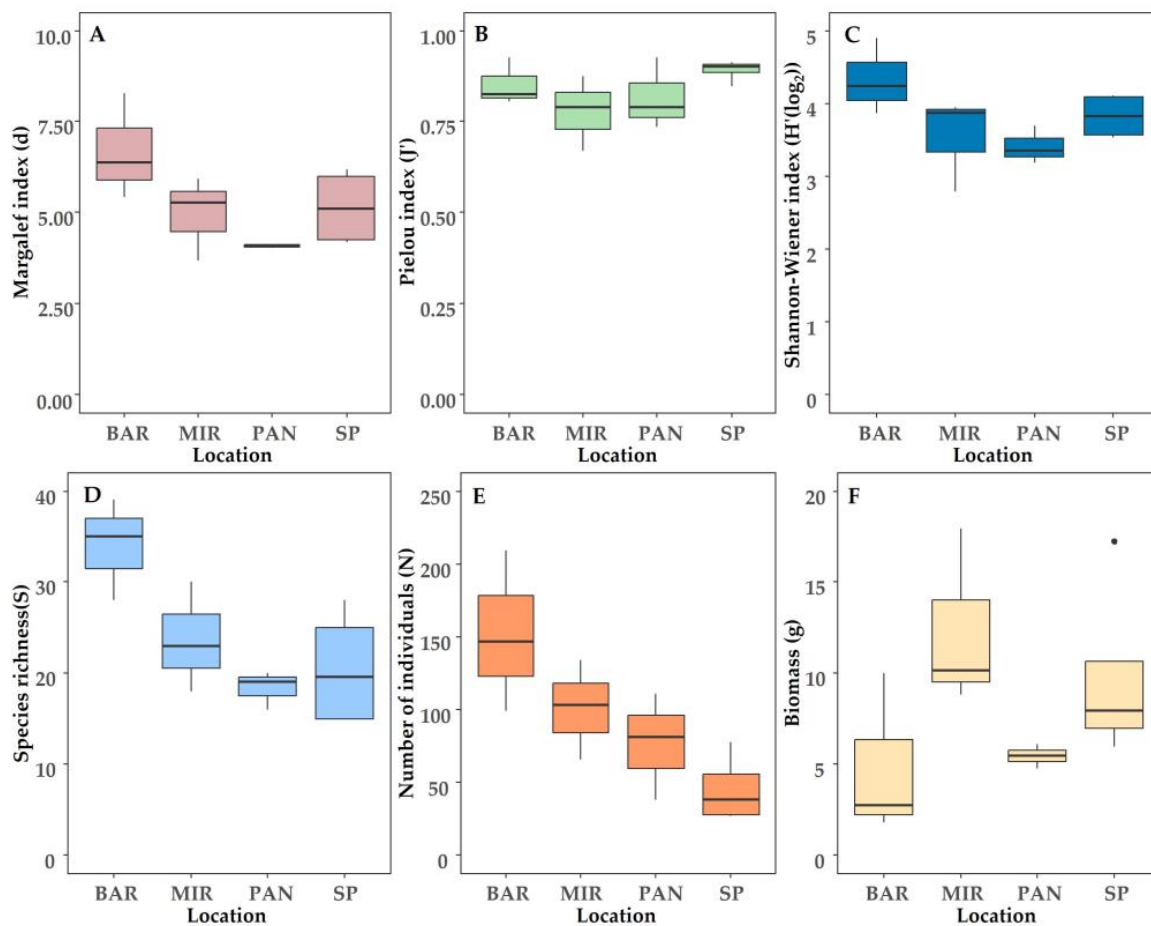 A
Margalef index (d)
10.0
7.50
5.00
2.50
0.00
BAR MIR PAN SP
Location
B
Pielou index (J')
1.00
0.75
0.50
0.25
0.00
BAR MIR PAN SP
Location
C
Shannon-Wiener index (H'(log2))
5
4
3
2
1
0
BAR MIR PAN SP
Location
D
Species richness(S)
40
30
20
10
0
BAR MIR PAN SP
Location
E
Number of individuals (N)
250
200
150
100
50
0
BAR MIR PAN SP
Location
F
Biomass (g)
20
15
10
5
0
BAR MIR PAN SP
Location